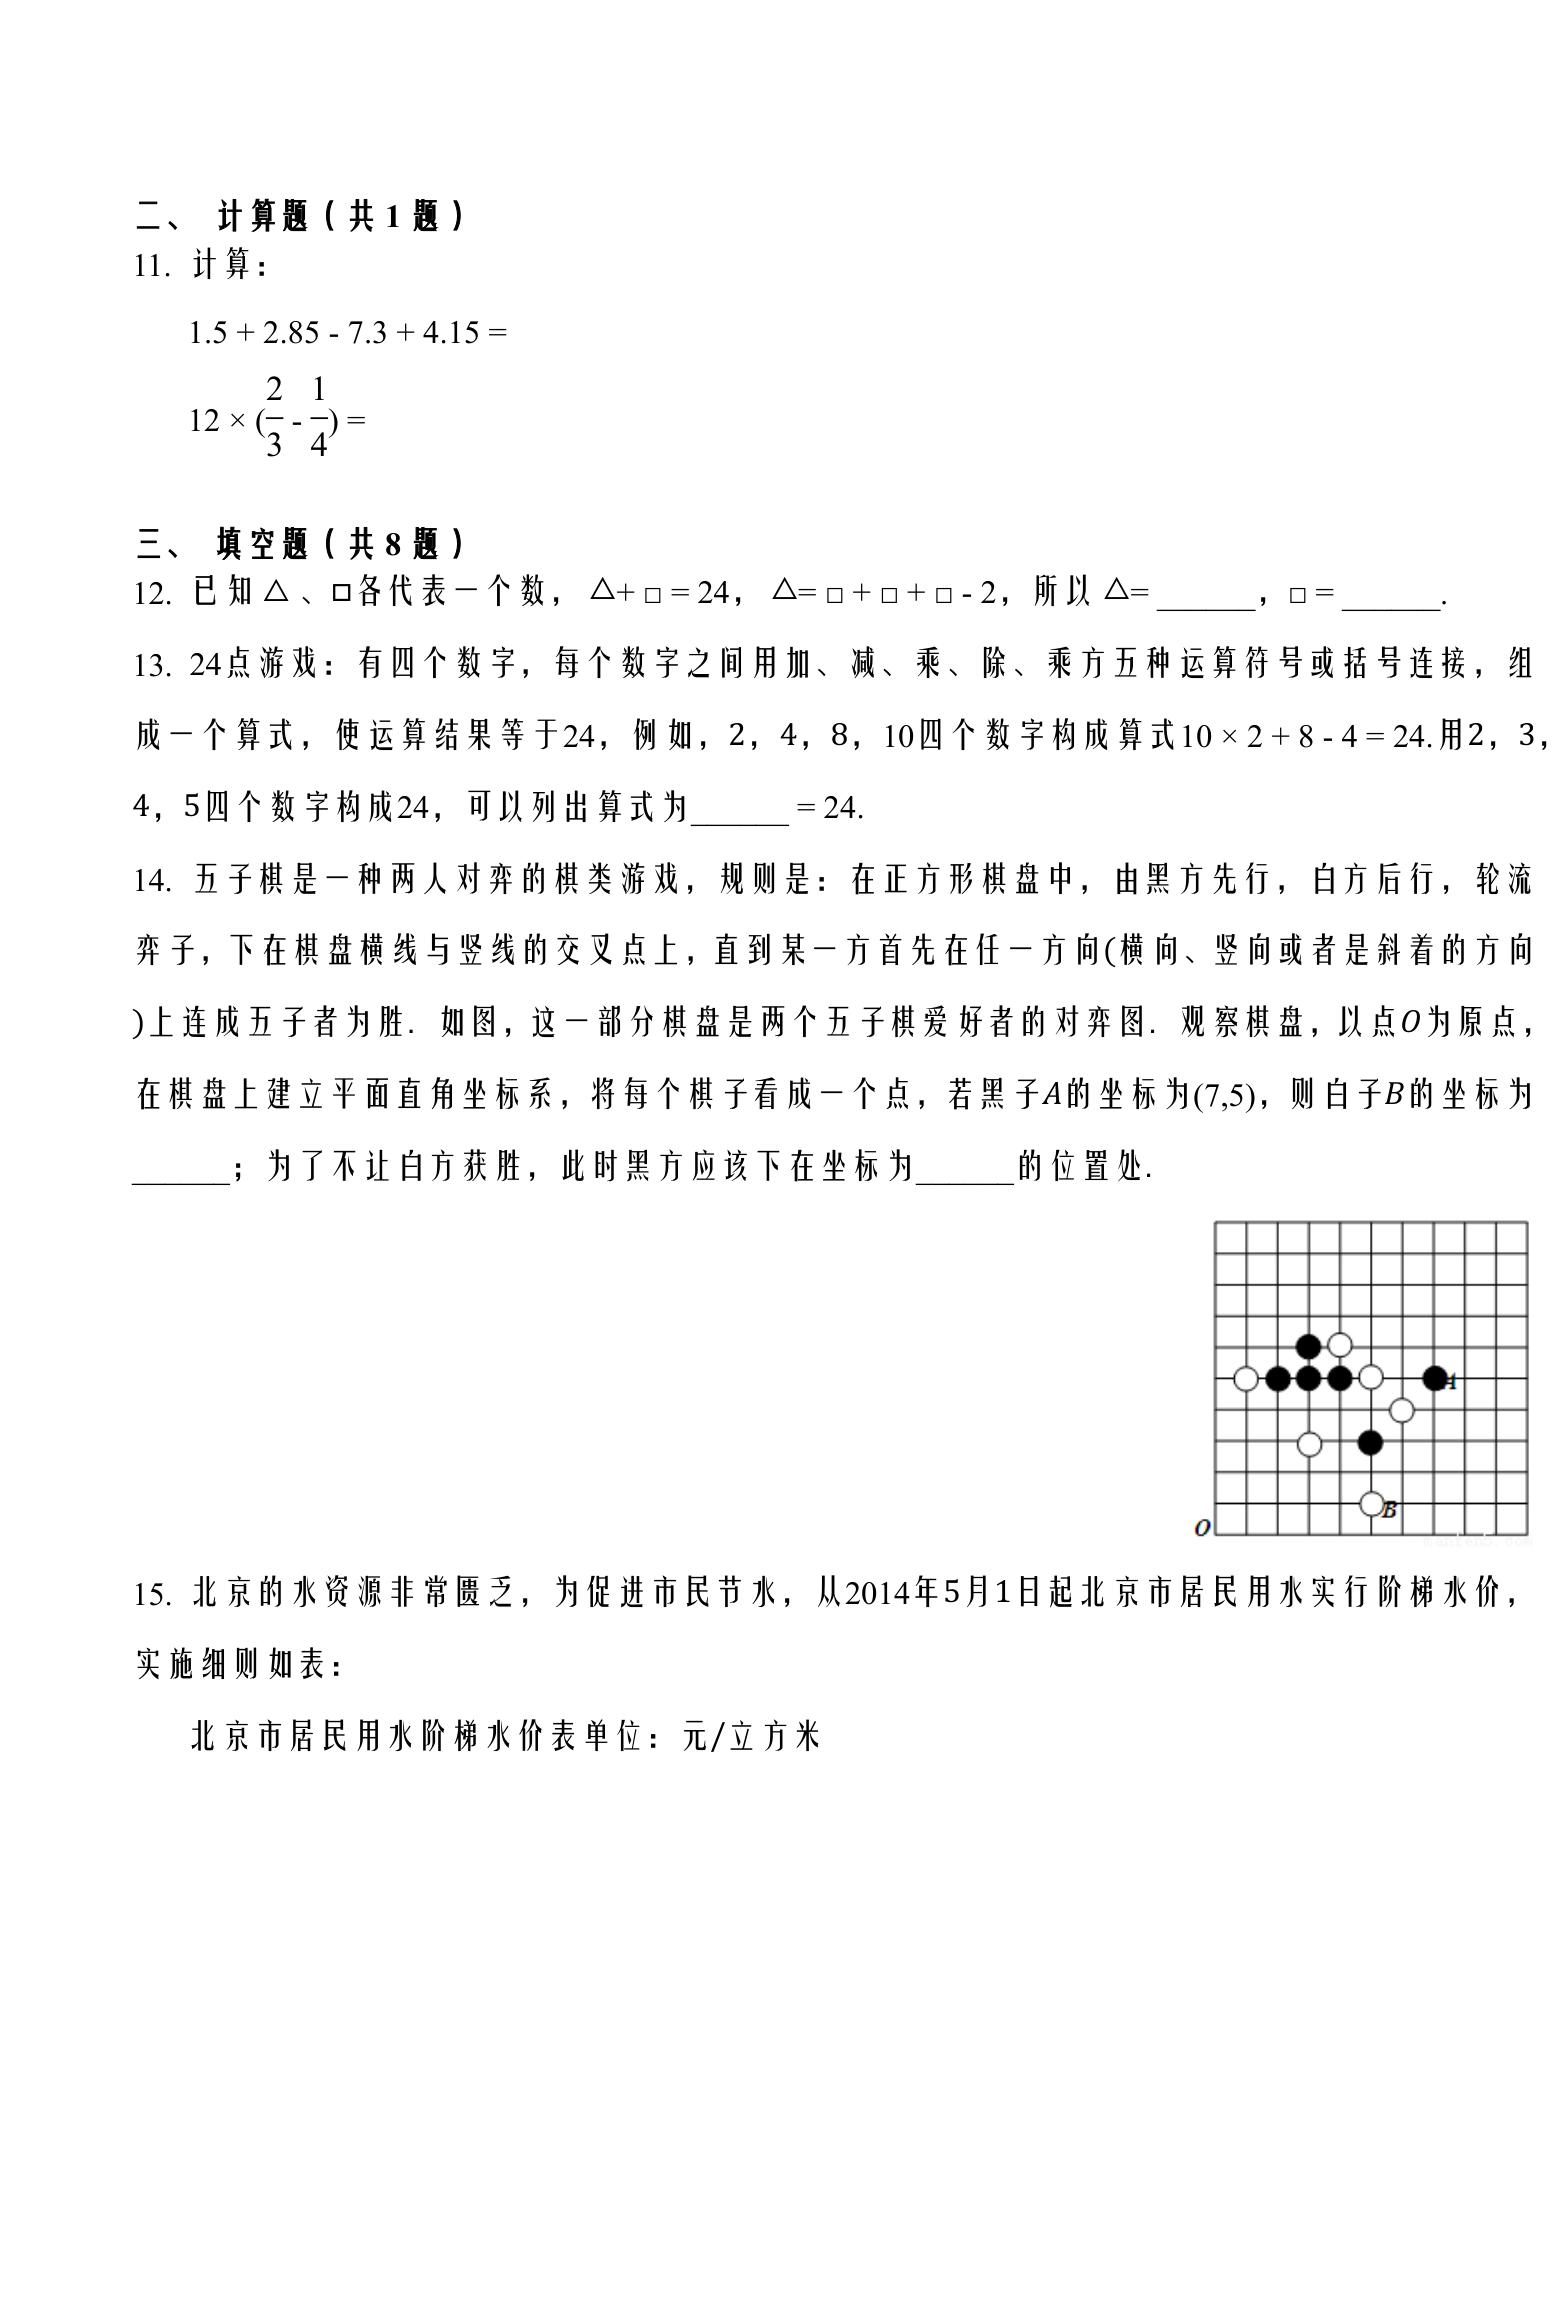 二、 计算题（共 1 题）
11. 计算：
1.5 + 2.85 - 7.3 + 4.15 =
12 × (2/3 - 1/4) =
三、 填空题（共 8 题）
12. 已知 △ 、□各代表一个数， △+ □ = 24， △= □ + □ + □ - 2，所以 △= ______，□ = ______.
13. 24点游戏：有四个数字，每个数字之间用加、减、乘、除、乘方五种运算符号或括号连接，组
成一个算式，使运算结果等于24，例如，2，4，8，10四个数字构成算式10 × 2 + 8 - 4 = 24.用2，3，
4，5四个数字构成24，可以列出算式为______ = 24.
14. 五子棋是一种两人对弈的棋类游戏，规则是：在正方形棋盘中，由黑方先行，白方后行，轮流
弈子，下在棋盘横线与竖线的交叉点上，直到某一方首先在任一方向(横向、竖向或者是斜着的方向
)上连成五子者为胜. 如图，这一部分棋盘是两个五子棋爱好者的对弈图. 观察棋盘，以点O为原点，
在棋盘上建立平面直角坐标系，将每个棋子看成一个点，若黑子A的坐标为(7,5)，则白子B的坐标为
______；为了不让白方获胜，此时黑方应该下在坐标为______的位置处.
A
B
O
15. 北京的水资源非常匮乏，为促进市民节水，从2014年5月1日起北京市居民用水实行阶梯水价，
实施细则如表：
北京市居民用水阶梯水价表单位：元/立方米